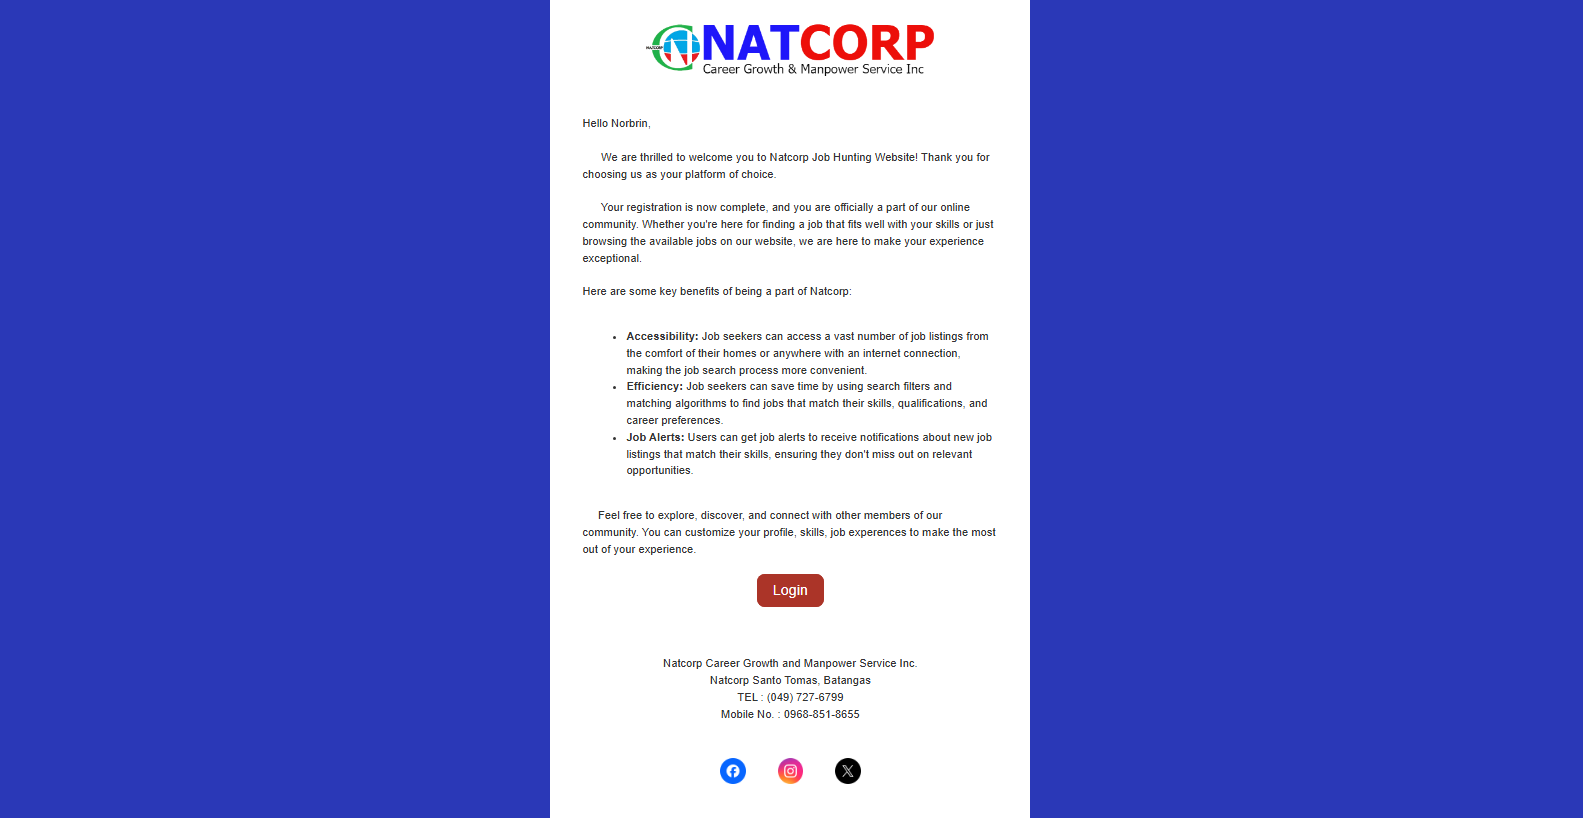 NATCORP
NATCORP
Career Growth & Manpower Service Inc
Hello Norbrin,
We are thrilled to welcome you to Natcorp Job Hunting Website! Thank you for
choosing us as your platform of choice.
Your registration is now complete, and you are officially a part of our online
community. Whether you're here for finding a job that fits well with your skills or just
browsing the available jobs on our website, we are here to make your experience
exceptional.
Here are some key benefits of being a part of Natcorp:
• Accessibility: Job seekers can access a vast number of job listings from
the comfort of their homes or anywhere with an internet connection,
making the job search process more convenient.
• Efficiency: Job seekers can save time by using search filters and
matching algorithms to find jobs that match their skills, qualifications, and
career preferences.
• Job Alerts: Users can get job alerts to receive notifications about new job
listings that match their skills, ensuring they don't miss out on relevant
opportunities.
Feel free to explore, discover, and connect with other members of our
community. You can customize your profile, skills, job experences to make the most
out of your experience.
Login
Natcorp Career Growth and Manpower Service Inc.
Natcorp Santo Tomas, Batangas
TEL : (049) 727-6799
Mobile No. : 0968-851-8655